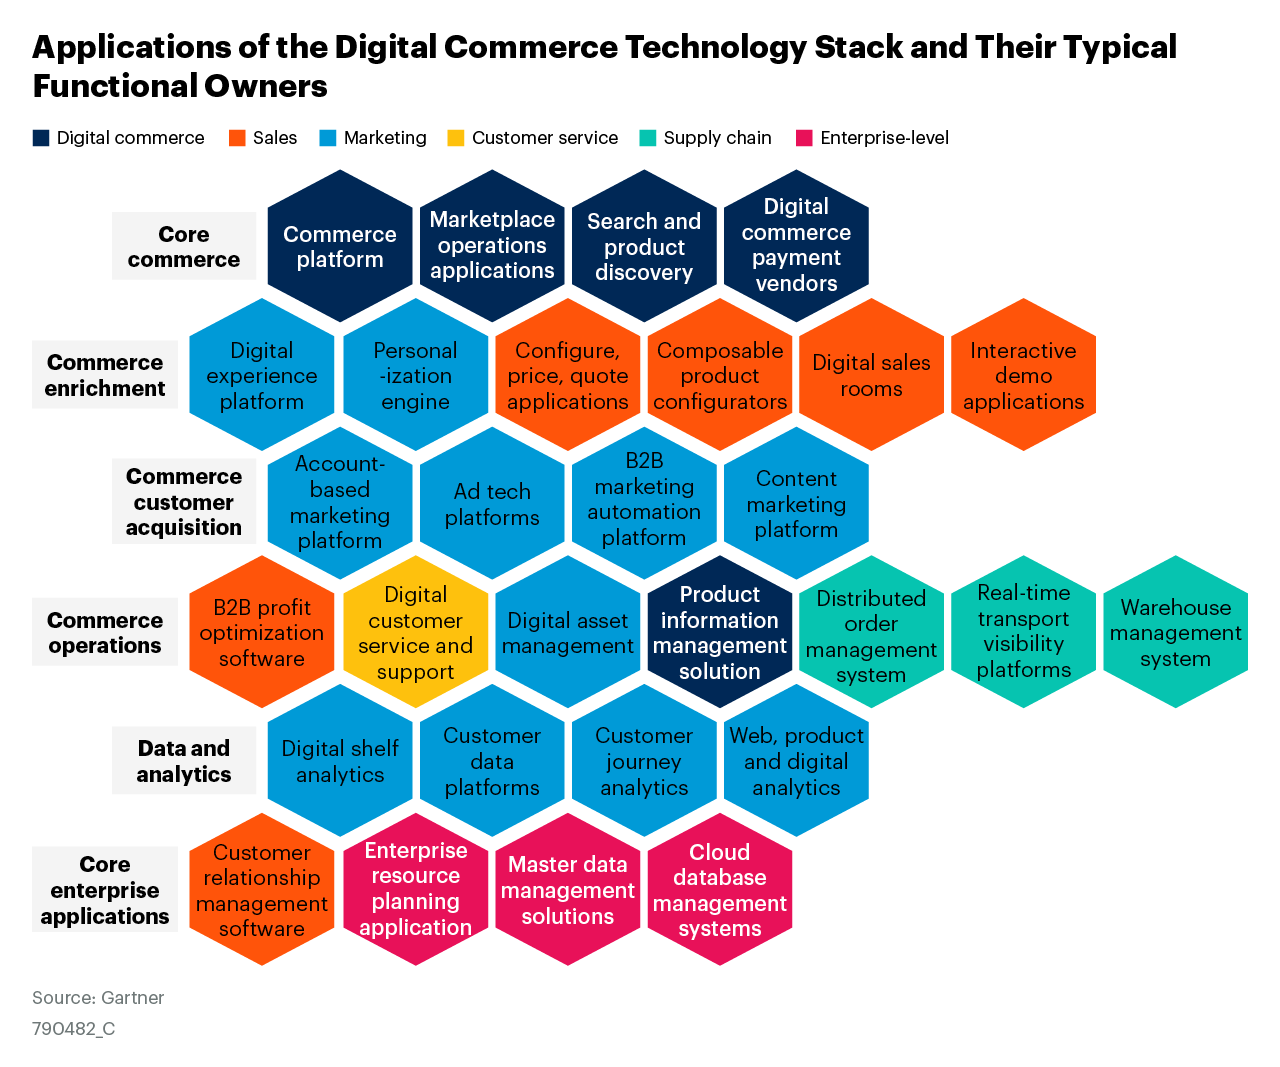 Applications of the Digital Commerce Technology Stack and Their Typical
Functional Owners
Digital commerce
Sales
Marketing
Customer service
Supply chain
Enterprise-level
Core
commerce
Commerce
platform
Marketplace
operations
applications
Search and
product
discovery
Digital
commerce
payment
vendors
Commerce
enrichment
Digital
experience
platform
Personal
-ization
engine
Configure,
price, quote
applications
Composable
product
configurators
Digital sales
rooms
Interactive
demo
applications
Commerce
customer
acquisition
Account-
based
marketing
platform
Ad tech
platforms
B2B
marketing
automation
platform
Content
marketing
platform
Commerce
operations
B2B profit
optimization
software
Digital
customer
service and
support
Digital asset
management
Product
information
management
solution
Distributed
order
management
system
Real-time
transport
visibility
platforms
Warehouse
management
system
Data and
analytics
Digital shelf
analytics
Customer
data
platforms
Customer
journey
analytics
Web, product
and digital
analytics
Core
enterprise
applications
Customer
relationship
management
software
Enterprise
resource
planning
application
Master data
management
solutions
Cloud
database
management
systems
Source: Gartner
790482_C